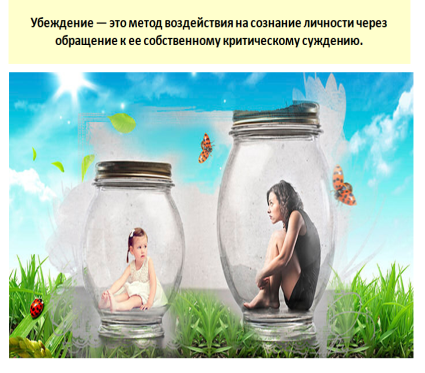 Убеждение — это метод воздействия на сознание личности через
обращение к ее собственному критическому суждению.